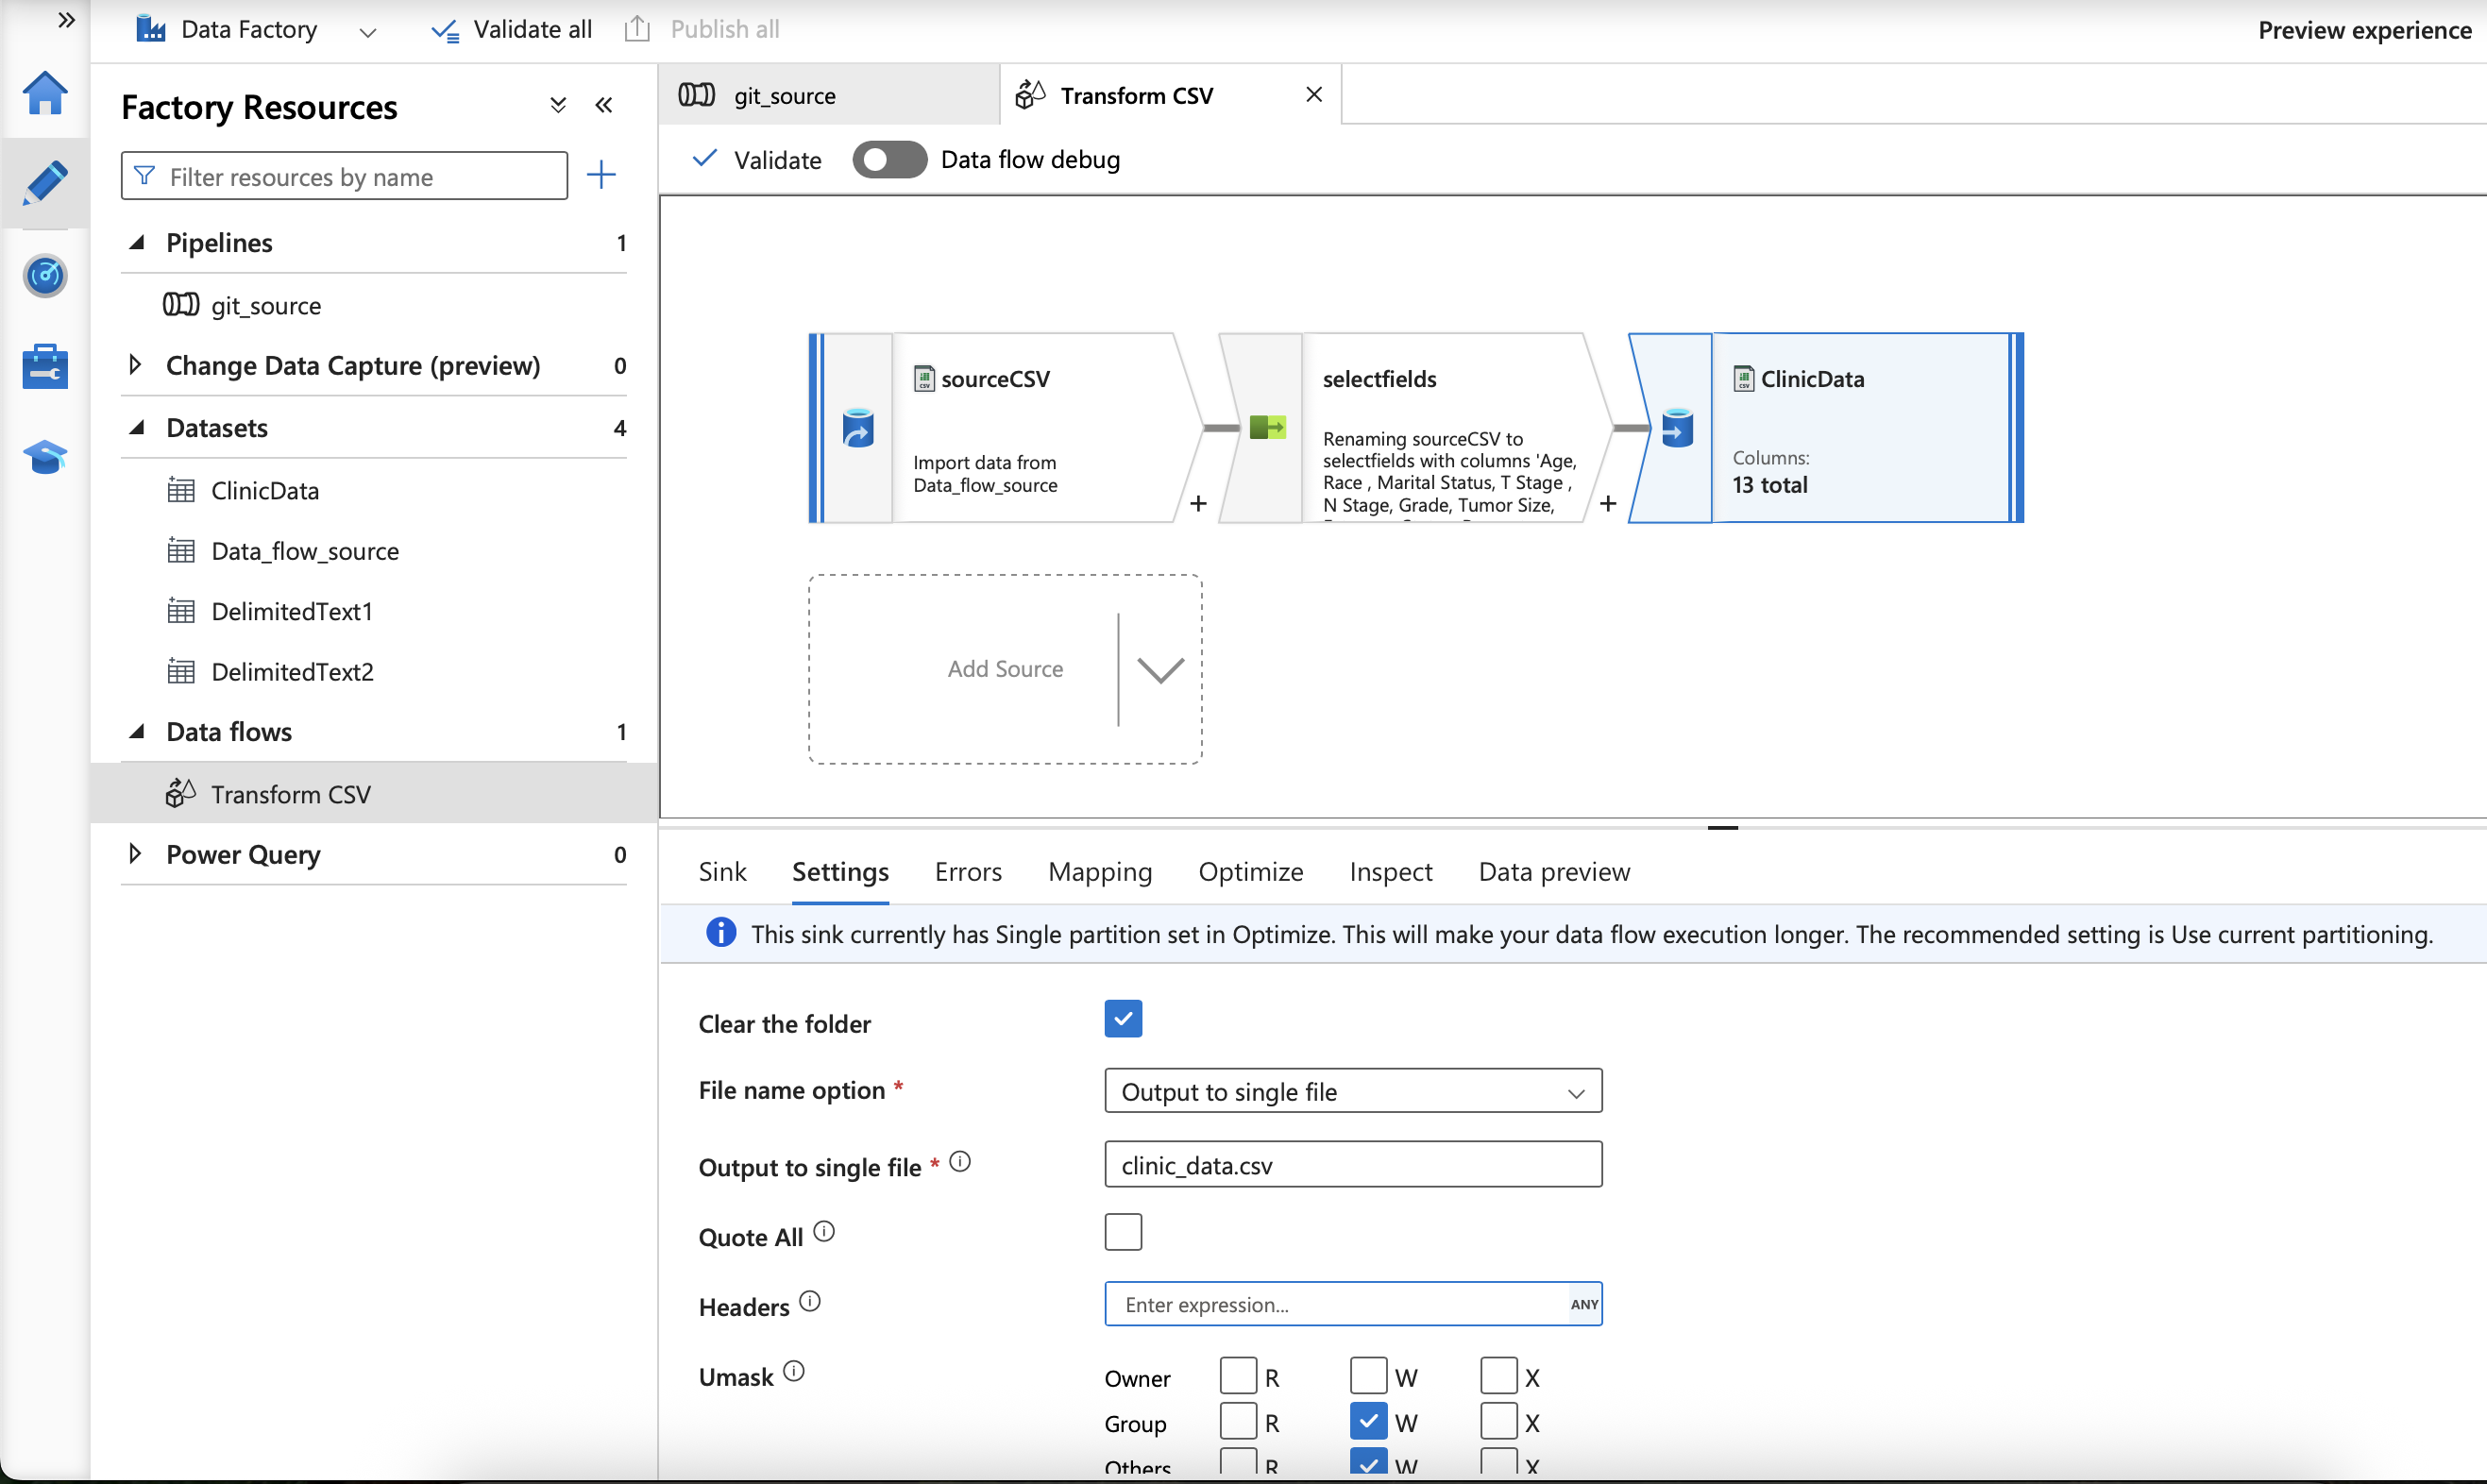 Data Factory
Validate all
Publish all
Preview experience
Factory Resources
Filter resources by name
Pipelines 1
git_source
Change Data Capture (preview) 0
Datasets 4
ClinicData
Data_flow_source
DelimitedText1
DelimitedText2
Data flows 1
Transform CSV
Power Query 0
git_source
Transform CSV
Validate
Data flow debug
sourceCSV
Import data from
Data_flow_source
+
selectfields
Renaming sourceCSV to
selectfields with columns 'Age,
Race , Marital Status, T Stage ,
N Stage, Grade, Tumor Size,
+
ClinicData
Columns:
13 total
Add Source
Sink Settings Errors Mapping Optimize Inspect Data preview
This sink currently has Single partition set in Optimize. This will make your data flow execution longer. The recommended setting is Use current partitioning.
Clear the folder
File name option * Output to single file
Output to single file * clinic_data.csv
Quote All
Headers Enter expression... ANY
Umask Owner R W X
Group R W X
Others R W X